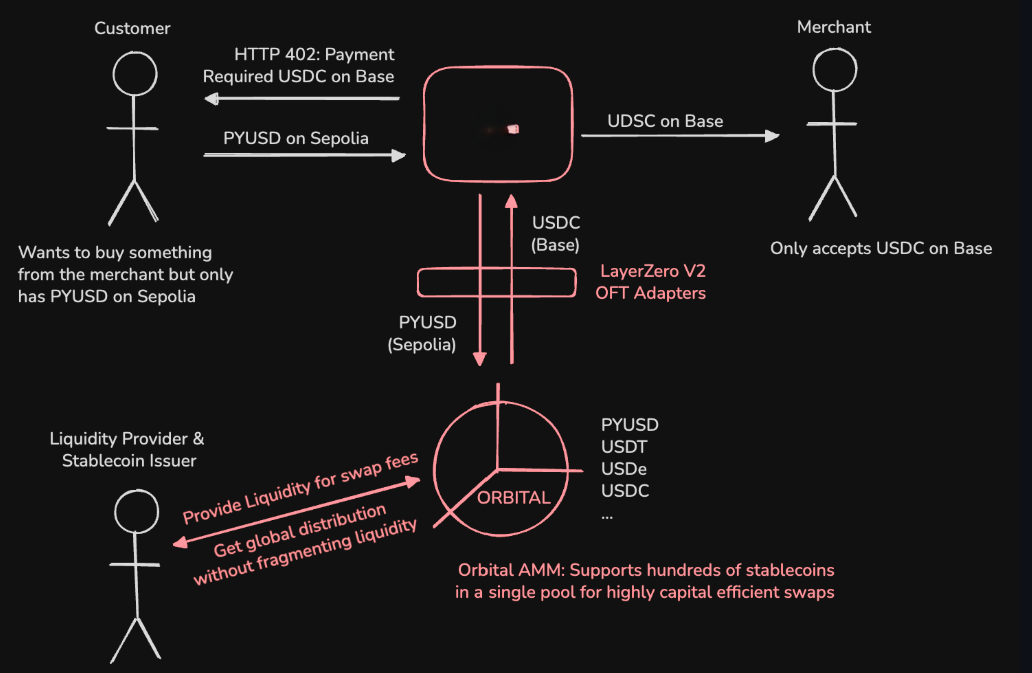 Customer
Merchant
HTTP 402: Payment
Required USDC on Base
PYUSD on Sepolia
UDSC on Base
Wants to buy something
from the merchant but only
has PYUSD on Sepolia
Only accepts USDC on Base
USDC
(Base)
LayerZero V2
OFT Adapters
PYUSD
(Sepolia)
Liquidity Provider &
Stablecoin Issuer
Provide Liquidity for swap fees
Get global distribution
without fragmenting liquidity
ORBITAL
PYUSD
USDT
USDe
USDC
...
Orbital AMM: Supports hundreds of stablecoins
in a single pool for highly capital efficient swaps